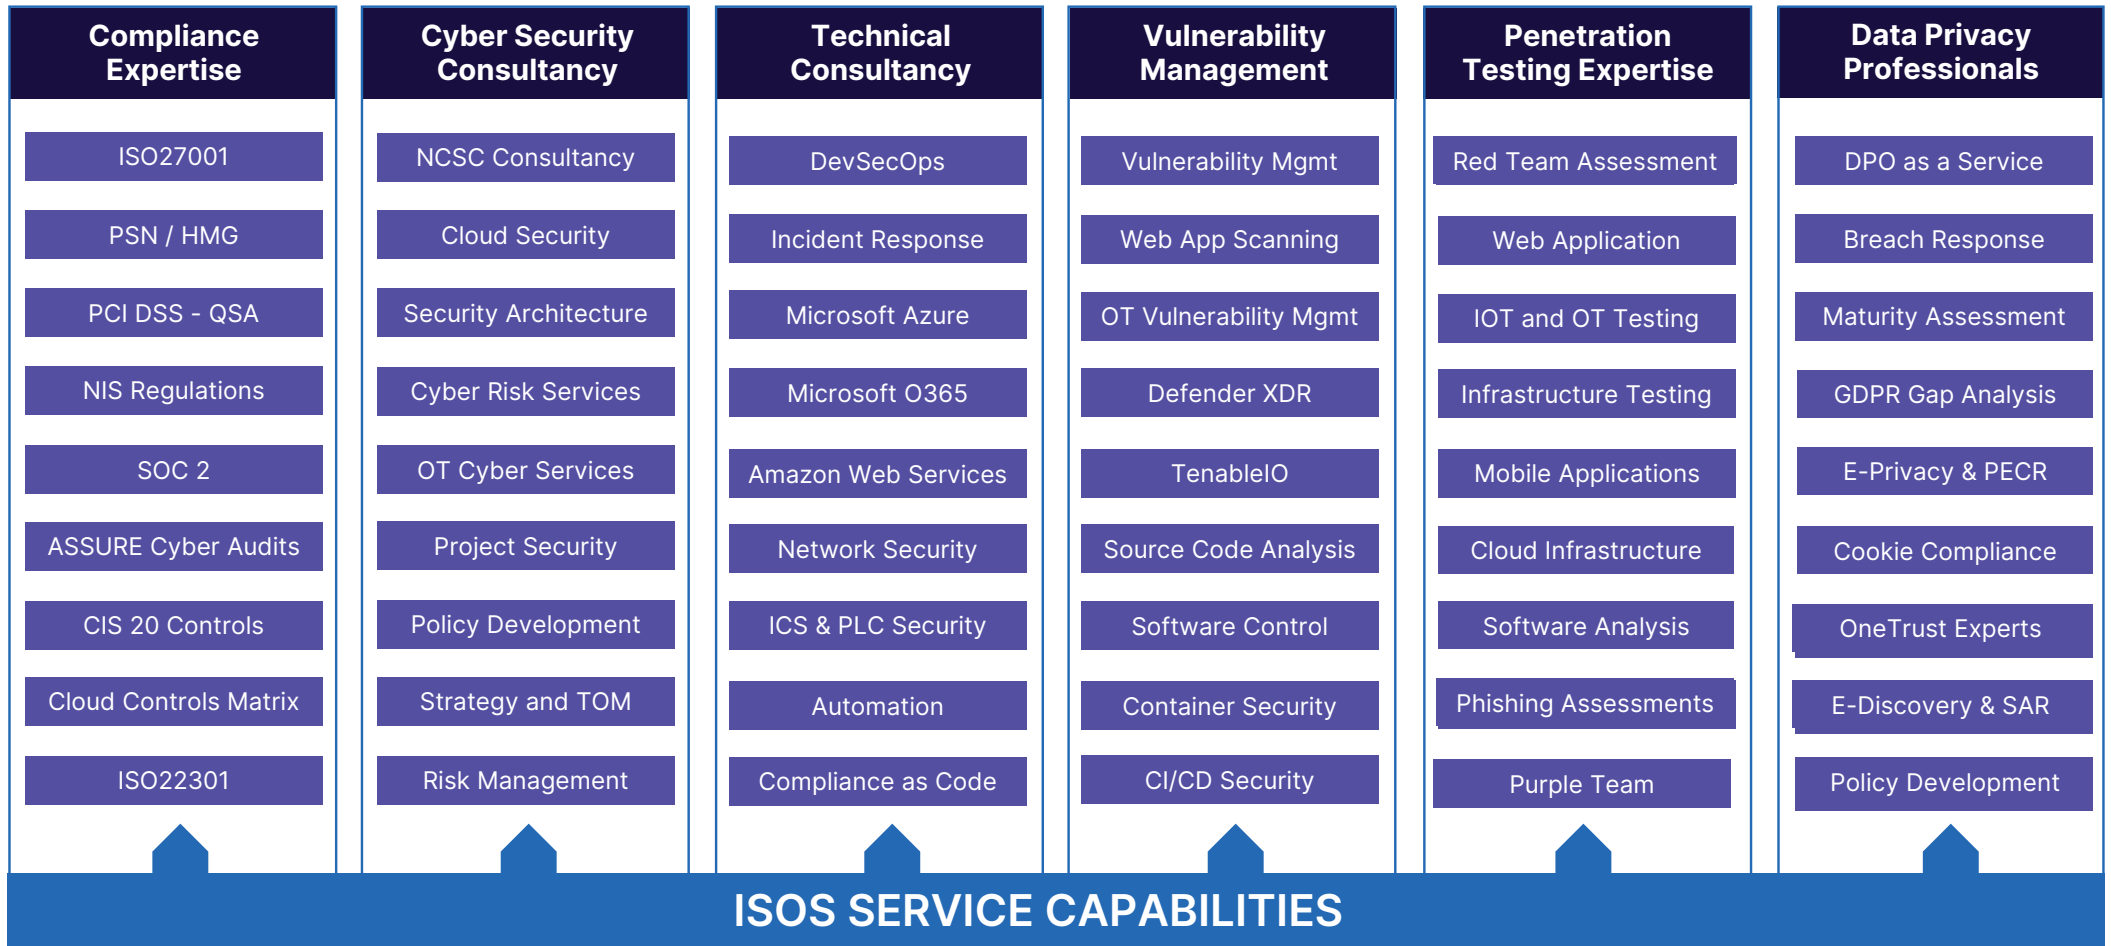 Compliance
Expertise
ISO27001
PSN / HMG
PCI DSS - QSA
NIS Regulations
SOC 2
ASSURE Cyber Audits
CIS 20 Controls
Cloud Controls Matrix
ISO22301
Cyber Security
Consultancy
NCSC Consultancy
Cloud Security
Security Architecture
Cyber Risk Services
OT Cyber Services
Project Security
Policy Development
Strategy and TOM
Risk Management
Technical
Consultancy
DevSecOps
Incident Response
Microsoft Azure
Microsoft O365
Amazon Web Services
Network Security
ICS & PLC Security
Automation
Compliance as Code
Vulnerability
Management
Vulnerability Mgmt
Web App Scanning
OT Vulnerability Mgmt
Defender XDR
TenableIO
Source Code Analysis
Software Control
Container Security
CI/CD Security
Penetration
Testing Expertise
Red Team Assessment
Web Application
IOT and OT Testing
Infrastructure Testing
Mobile Applications
Cloud Infrastructure
Software Analysis
Phishing Assessments
Purple Team
Data Privacy
Professionals
DPO as a Service
Breach Response
Maturity Assessment
GDPR Gap Analysis
E-Privacy & PECR
Cookie Compliance
OneTrust Experts
E-Discovery & SAR
Policy Development
ISOS SERVICE CAPABILITIES